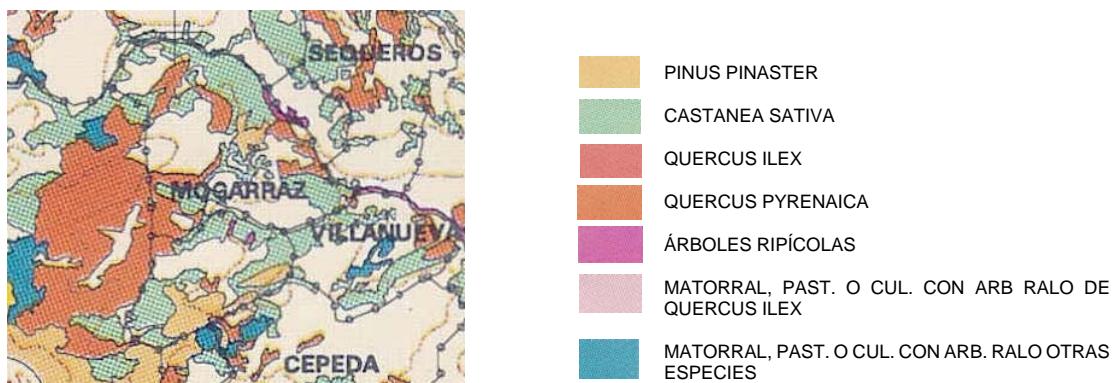 SEQUEROS
MOGARRAZ
VILLANUEVA
CEPEDA
PINUS PINASTER
CASTANEA SATIVA
QUERCUS ILEX
QUERCUS PYRENAICA
ÁRBOLES RIPÍCOLAS
MATORRAL, PAST. O CUL. CON ARB RALO DE
QUERCUS ILEX
MATORRAL, PAST. O CUL. CON ARB. RALO OTRAS
ESPECIES